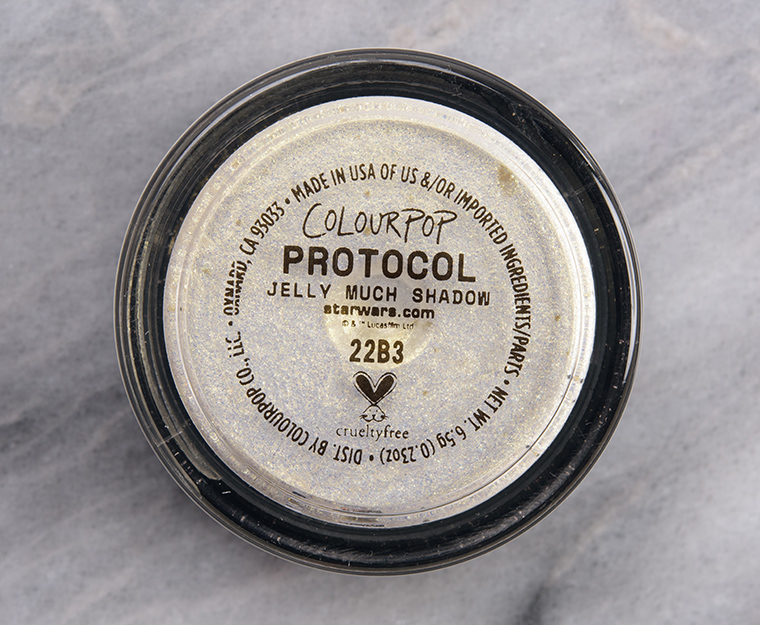 COLOURPOP
PROTOCOL
JELLY MUCH SHADOW
starwars.com
© & ™ Lucasfilm Ltd
22B3
crueltyfree
DIST. BY COLOURPOP CO., LLC. • OXNARD, CA 93033 • MADE IN USA OF US &/OR IMPORTED INGREDIENTS/PARTS • NET WT. 6.5g (0.23oz) •